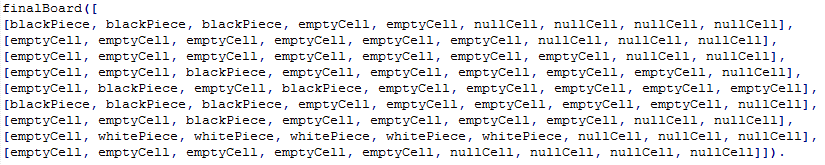 finalBoard([
[blackPiece, blackPiece, blackPiece, emptyCell, emptyCell, nullCell, nullCell, nullCell, nullCell],
[emptyCell, emptyCell, emptyCell, emptyCell, emptyCell, emptyCell, nullCell, nullCell, nullCell],
[emptyCell, emptyCell, emptyCell, emptyCell, emptyCell, emptyCell, emptyCell, nullCell, nullCell],
[emptyCell, emptyCell, blackPiece, emptyCell, emptyCell, emptyCell, emptyCell, emptyCell, nullCell],
[emptyCell, blackPiece, emptyCell, blackPiece, emptyCell, emptyCell, emptyCell, emptyCell, emptyCell],
[blackPiece, blackPiece, blackPiece, emptyCell, emptyCell, emptyCell, emptyCell, emptyCell, nullCell],
[emptyCell, emptyCell, blackPiece, emptyCell, emptyCell, emptyCell, emptyCell, nullCell, nullCell],
[emptyCell, whitePiece, whitePiece, whitePiece, whitePiece, whitePiece, nullCell, nullCell, nullCell],
[emptyCell, emptyCell, emptyCell, emptyCell, emptyCell, nullCell, nullCell, nullCell, nullCell]]).